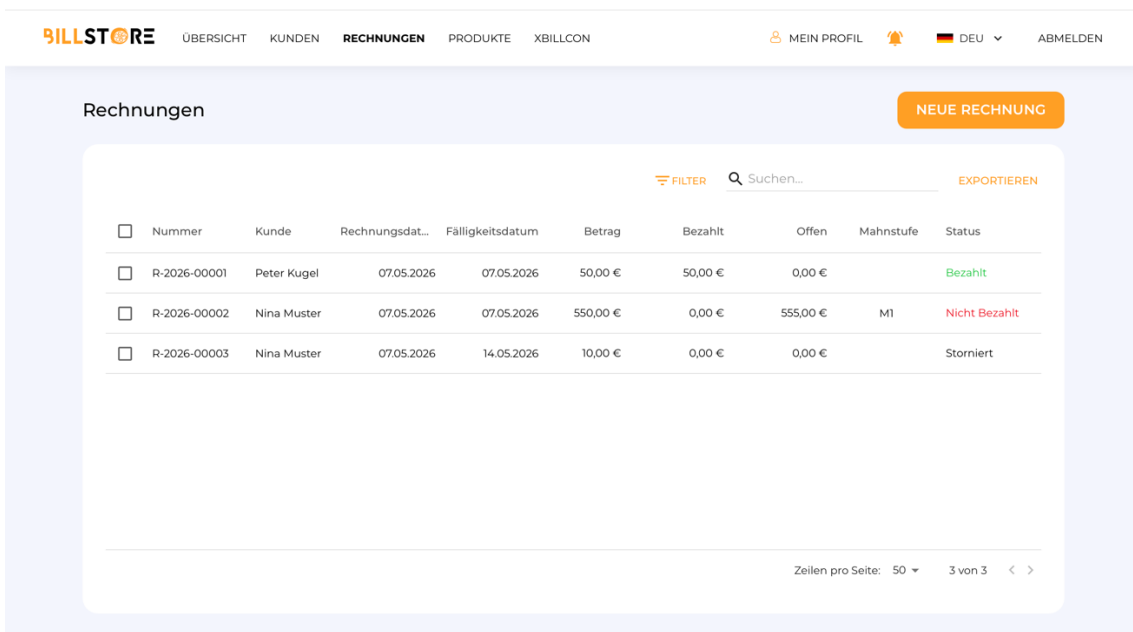 BILLSTORE ÜBERSICHT KUNDEN RECHNUNGEN PRODUKTE XBILLCON MEIN PROFIL DEU ABMELDEN
Rechnungen NEUE RECHNUNG
FILTER Suchen... EXPORTIEREN
Nummer Kunde Rechnungsdat... Fälligkeitsdatum Betrag Bezahlt Offen Mahnstufe Status
R-2026-00001 Peter Kugel 07.05.2026 07.05.2026 50,00 € 50,00 € 0,00 € Bezahlt
R-2026-00002 Nina Muster 07.05.2026 07.05.2026 550,00 € 0,00 € 555,00 € M1 Nicht Bezahlt
R-2026-00003 Nina Muster 07.05.2026 14.05.2026 10,00 € 0,00 € 0,00 € Storniert
Zeilen pro Seite: 50 3 von 3